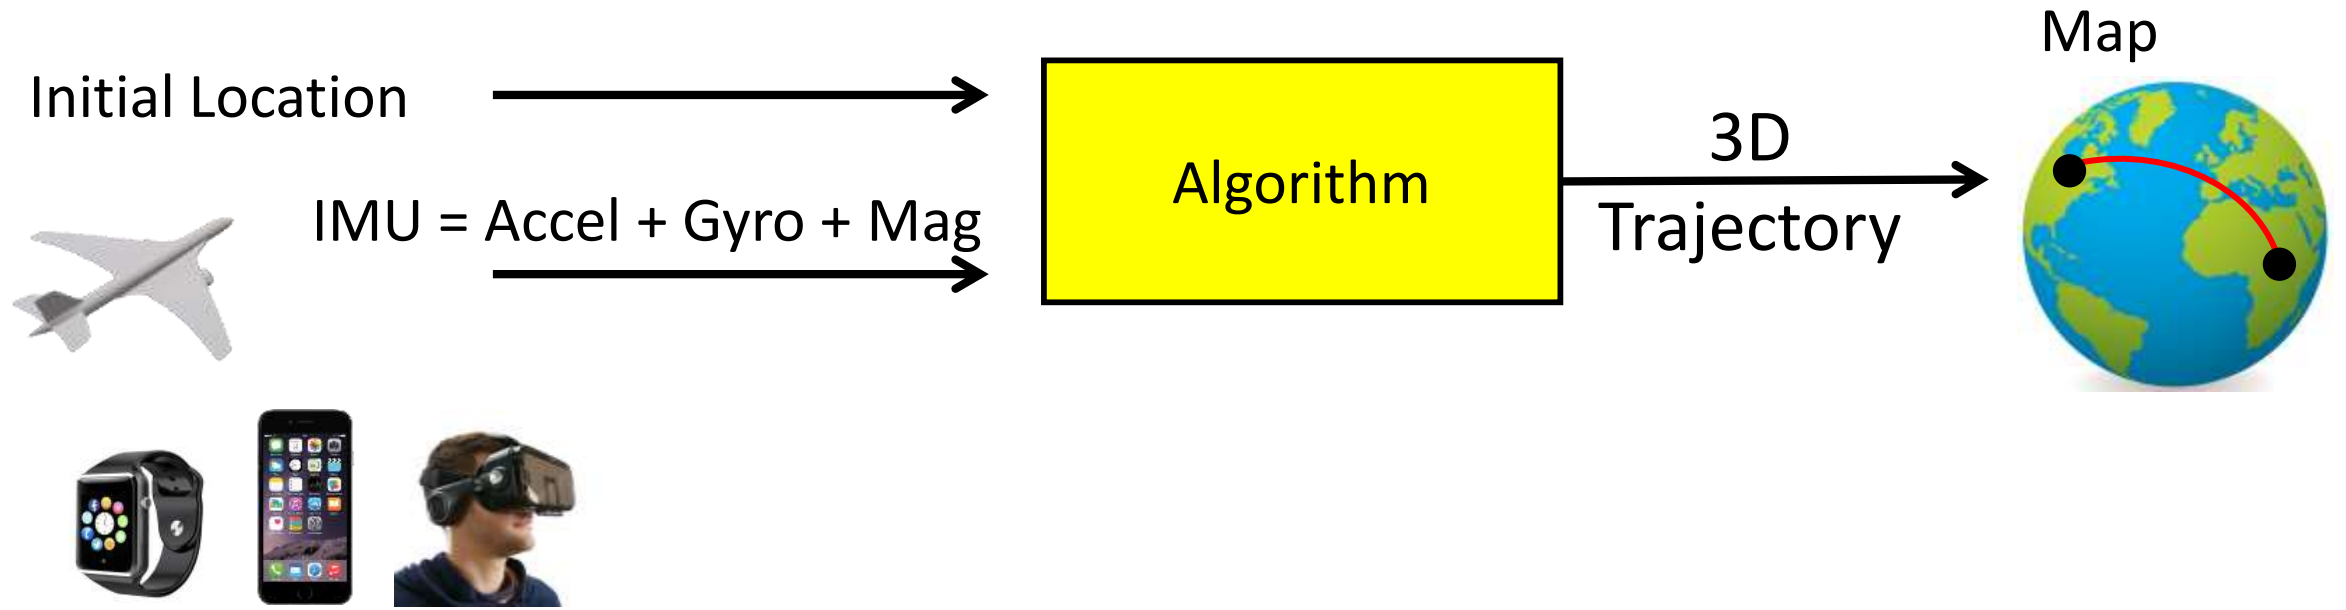 Map
Initial Location
3D
Algorithm
IMU = Accel + Gyro + Mag
Trajectory